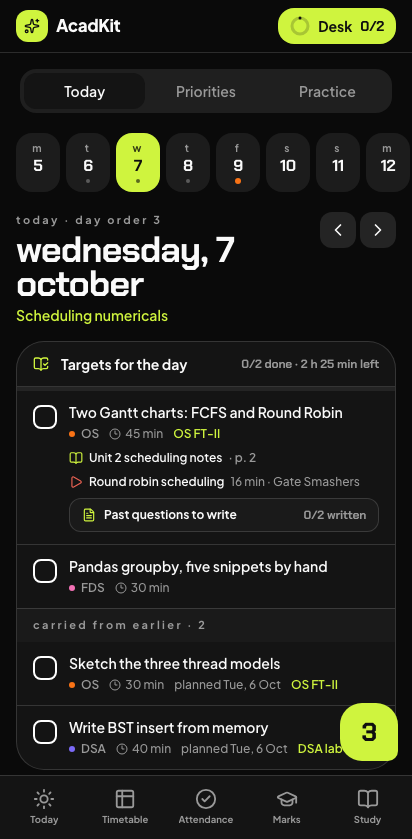 AcadKit
Desk 0/2
Today Priorities Practice
m t w t f s s m
5 6 7 8 9 10 11 12
today · day order 3
wednesday, 7
october
Scheduling numericals
Targets for the day 0/2 done · 2 h 25 min left
Two Gantt charts: FCFS and Round Robin
OS 45 min OS FT-II
Unit 2 scheduling notes · p. 2
Round robin scheduling 16 min · Gate Smashers
Past questions to write 0/2 written
Pandas groupby, five snippets by hand
FDS 30 min
carried from earlier · 2
Sketch the three thread models
OS 30 min planned Tue, 6 Oct OS FT-II
Write BST insert from memory
DSA 40 min planned Tue, 6 Oct DSA lab
3
Today Timetable Attendance Marks Study